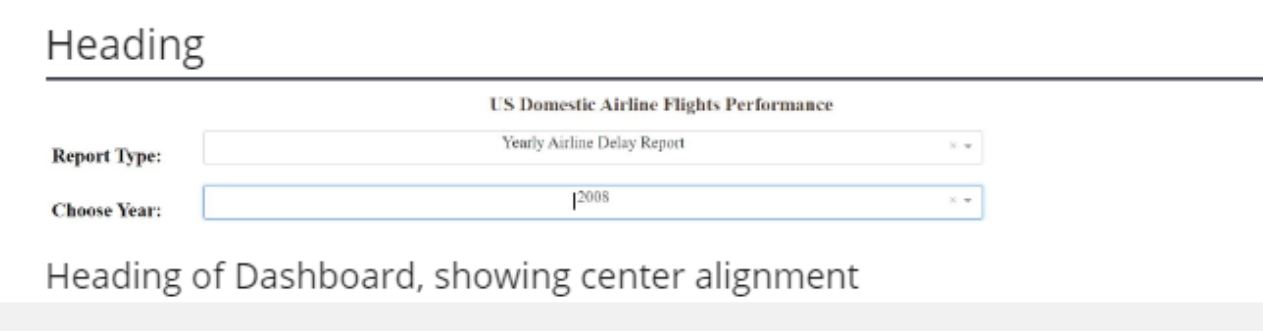 Heading
US Domestic Airline Flights Performance
Report Type:
Yearly Airline Delay Report
Choose Year:
2008
Heading of Dashboard, showing center alignment